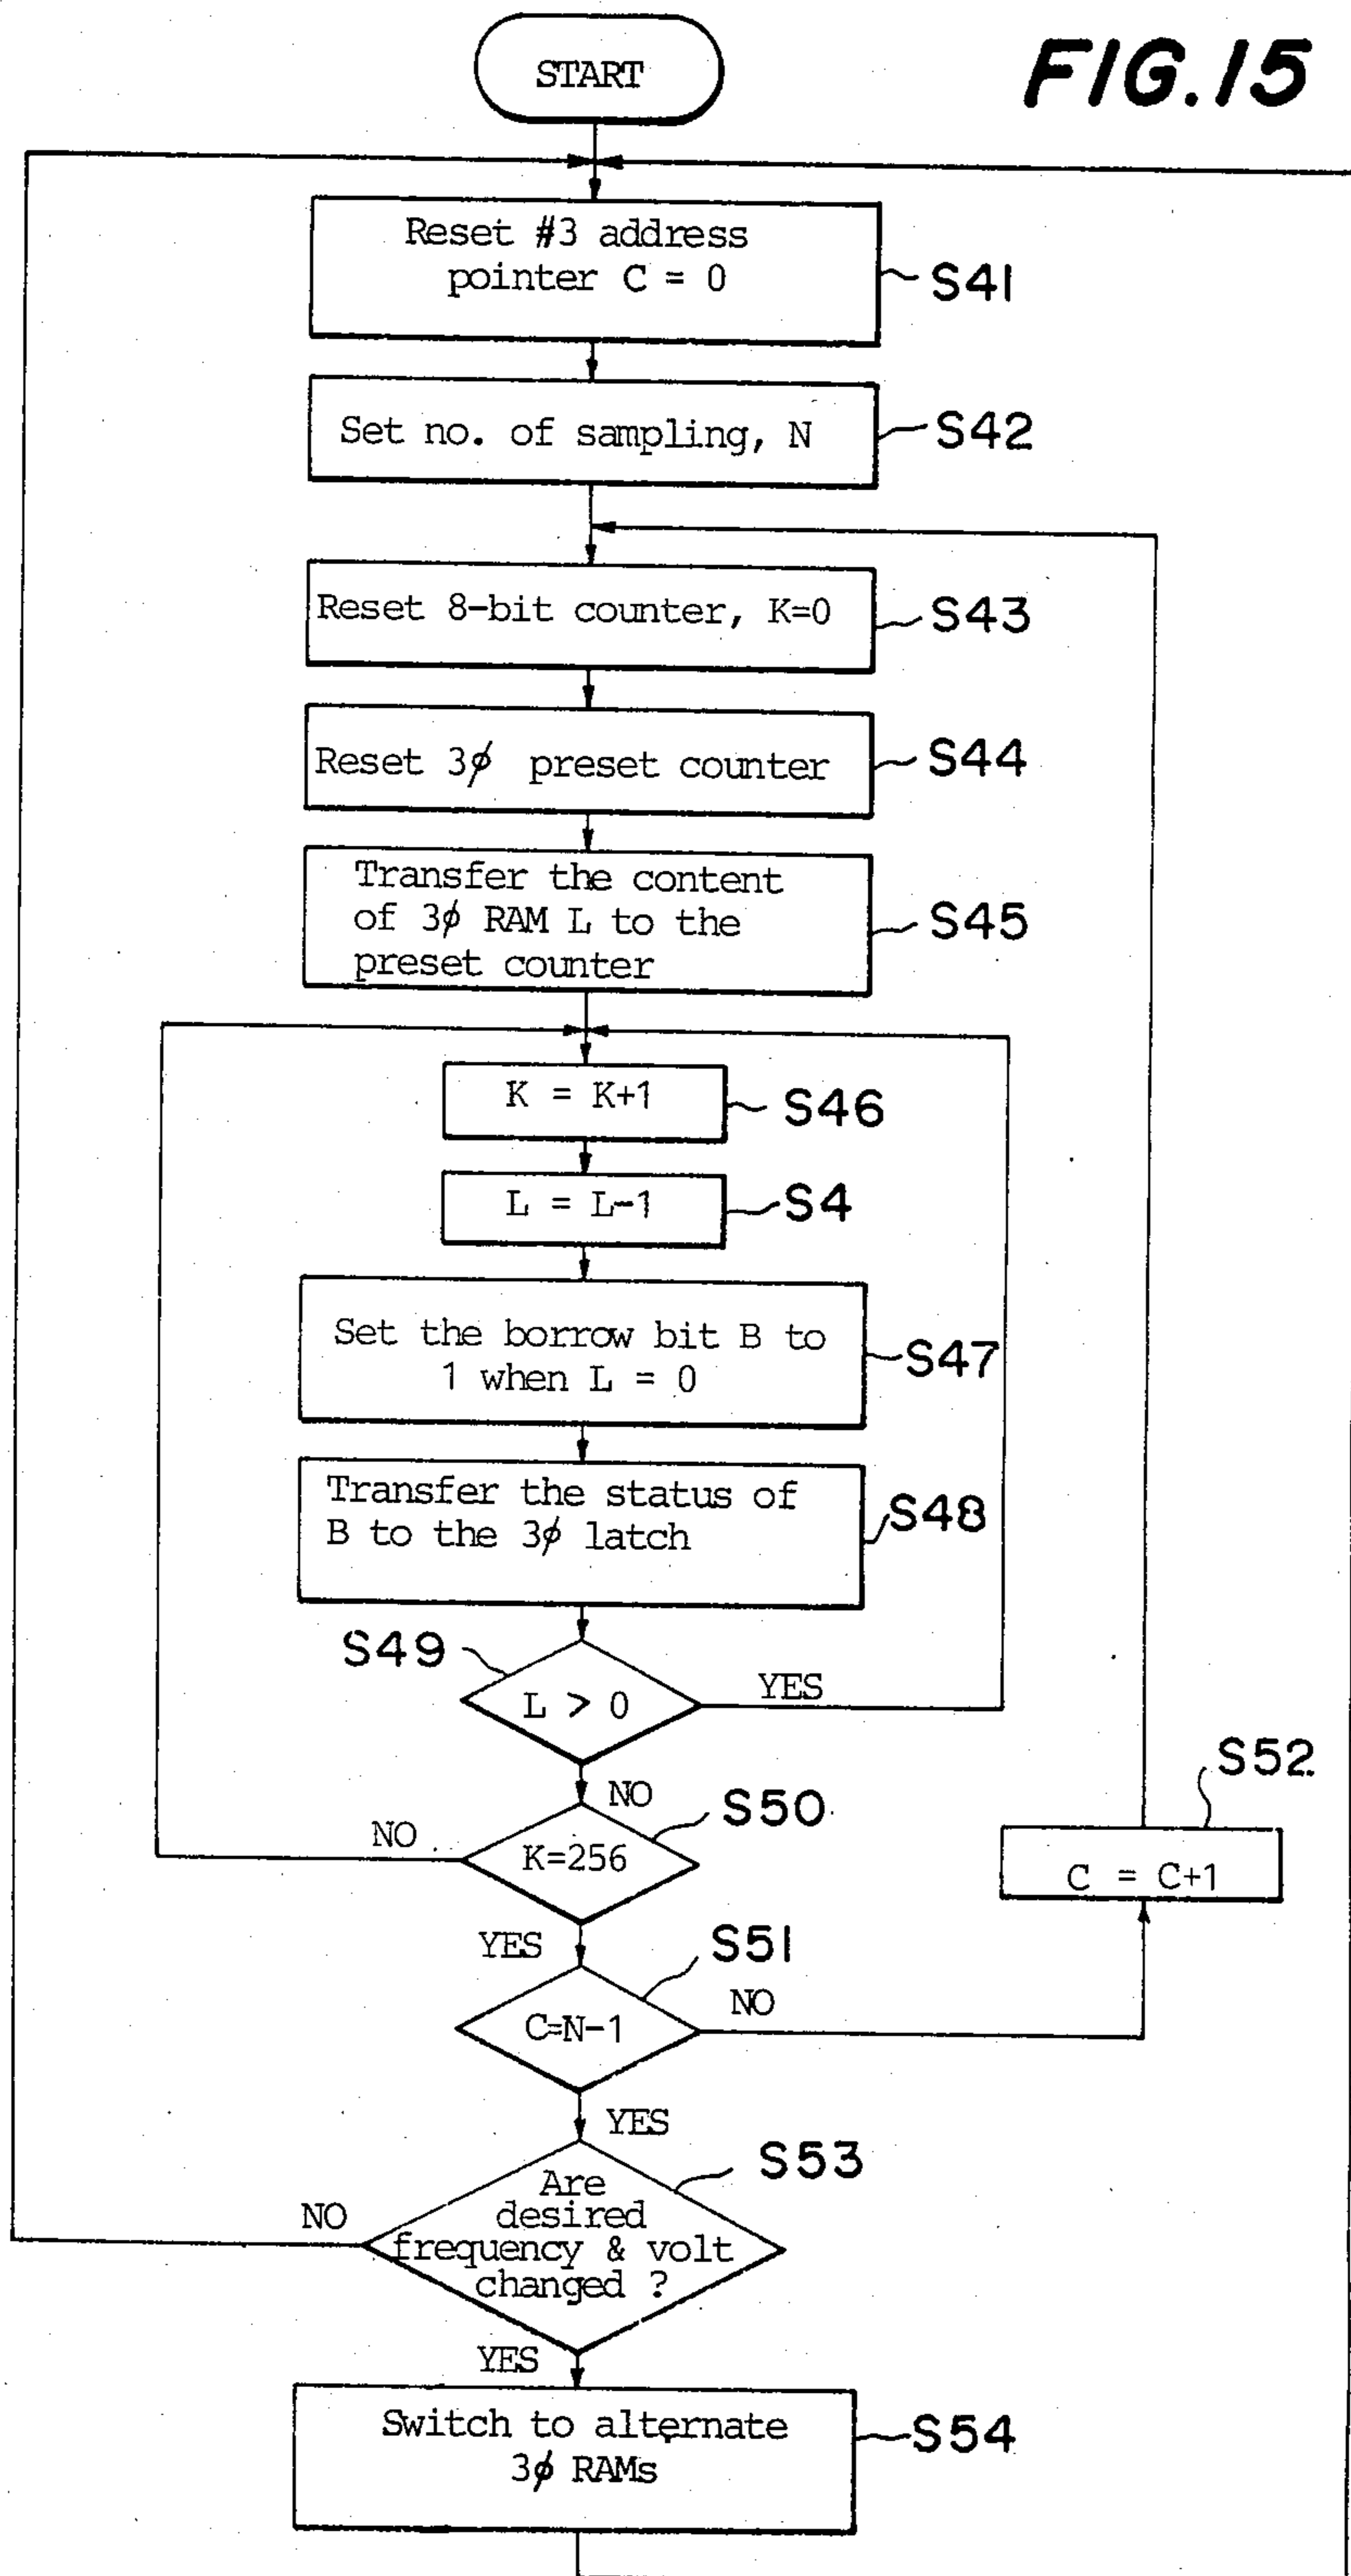 FIG.15
START
Reset #3 address
pointer C = 0
S41
Set no. of sampling, N
S42
Reset 8-bit counter, K=0
S43
Reset 3ϕ preset counter
S44
Transfer the content
of 3ϕ RAM L to the
preset counter
S45
K = K+1
S46
L = L-1
S4
Set the borrow bit B to
1 when L = 0
S47
Transfer the status of
B to the 3ϕ latch
S48
S49
L > 0
YES
NO
S50
K=256
NO
S52
C = C+1
YES
S51
C=N-1
NO
YES
S53
Are
desired
frequency & volt
changed ?
NO
YES
Switch to alternate
3ϕ RAMs
S54